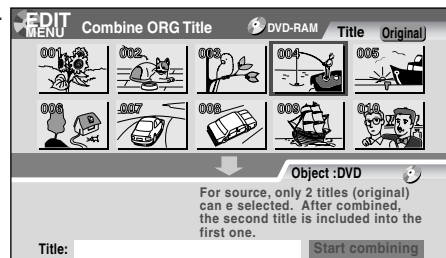 EDIT
MENU
Combine ORG Title
DVD-RAM
Title
Original
001
002
003
004
005
006
007
008
009
010
Object :DVD
For source, only 2 titles (original)
can e selected. After combined,
the second title is included into the
first one.
Title:
Start combining